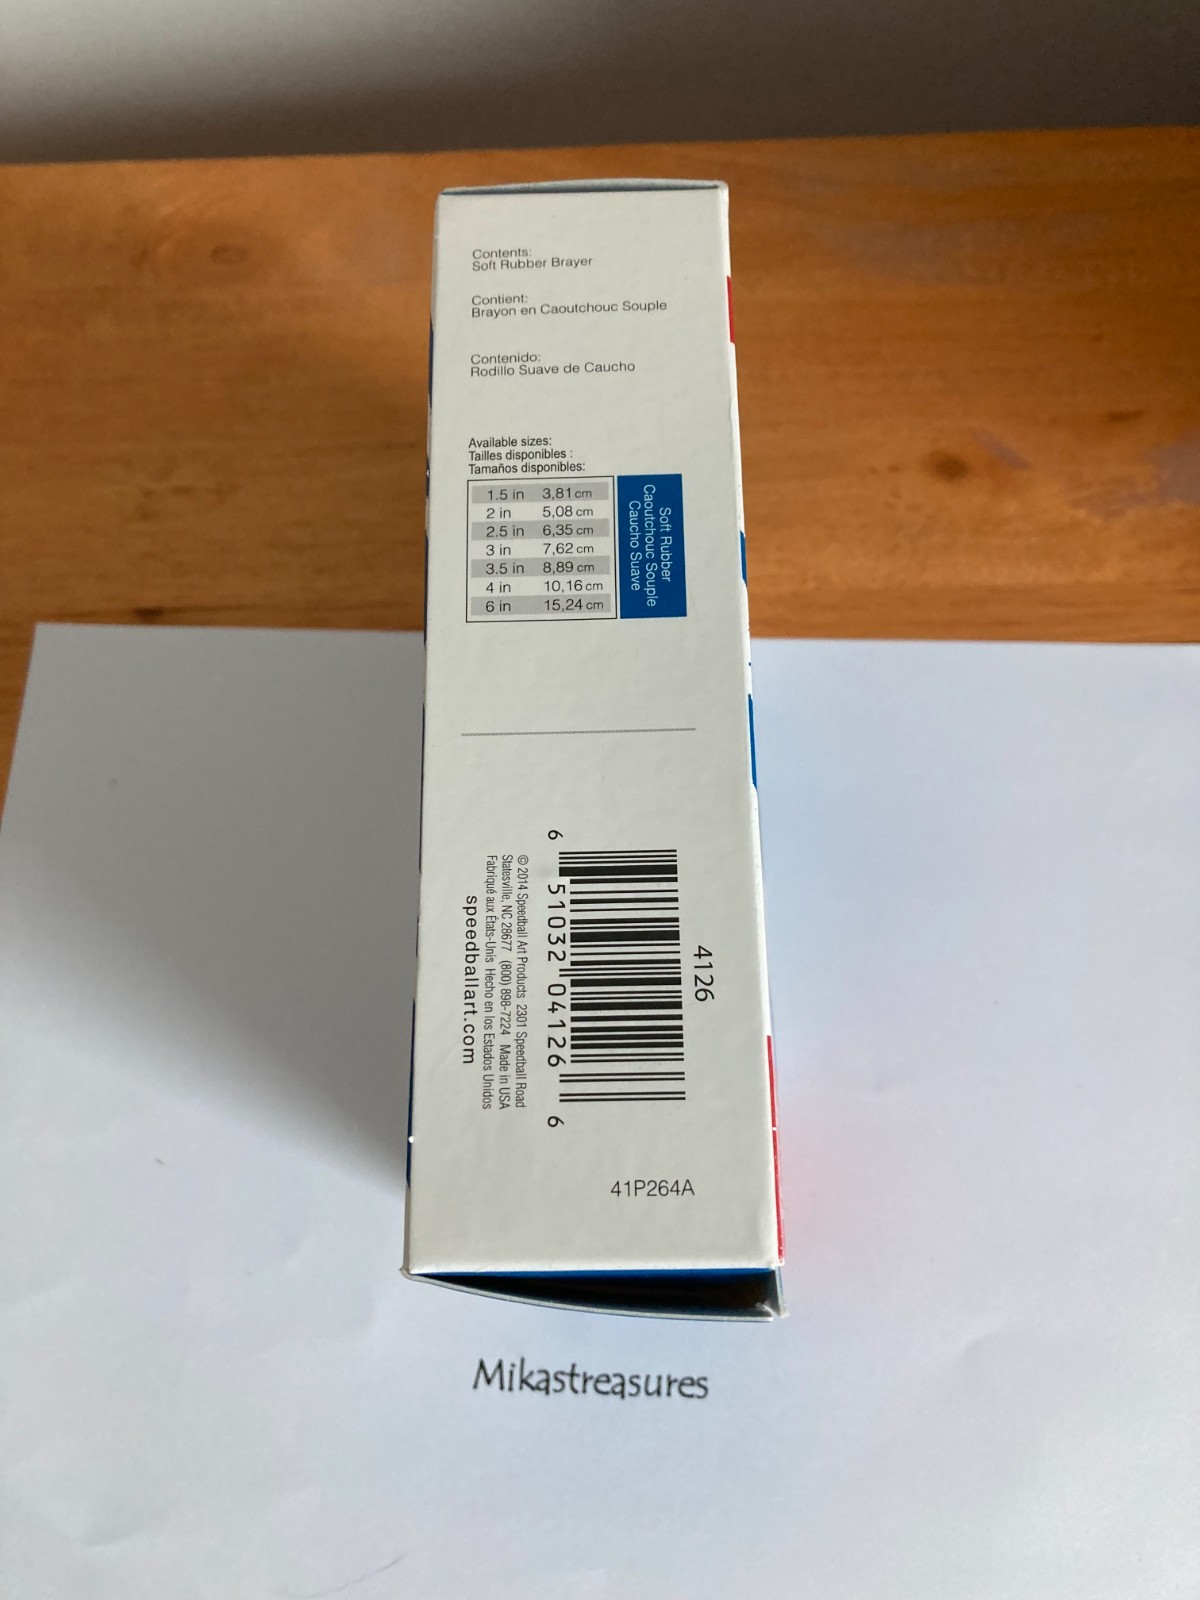 Contents:
Soft Rubber Brayer
Contient:
Brayon en Caoutchouc Souple
Contenido:
Rodillo Suave de Caucho
Available sizes:
Tailles disponibles :
Tamaños disponibles:
1.5 in 3,81 cm
2 in 5,08 cm
2.5 in 6,35 cm
3 in 7,62 cm
3.5 in 8,89 cm
4 in 10,16 cm
6 in 15,24 cm
Soft Rubber
Caoutchouc Souple
Caucho Suave
4126
6 51032 04126 6
© 2014 Speedball Art Products 2301 Speedball Road
Statesville, NC 28677 (800) 898-7224 Made in USA
Fabriqué aux États-Unis Hecho en los Estados Unidos
speedballart.com
41P264A
Mikastreasures